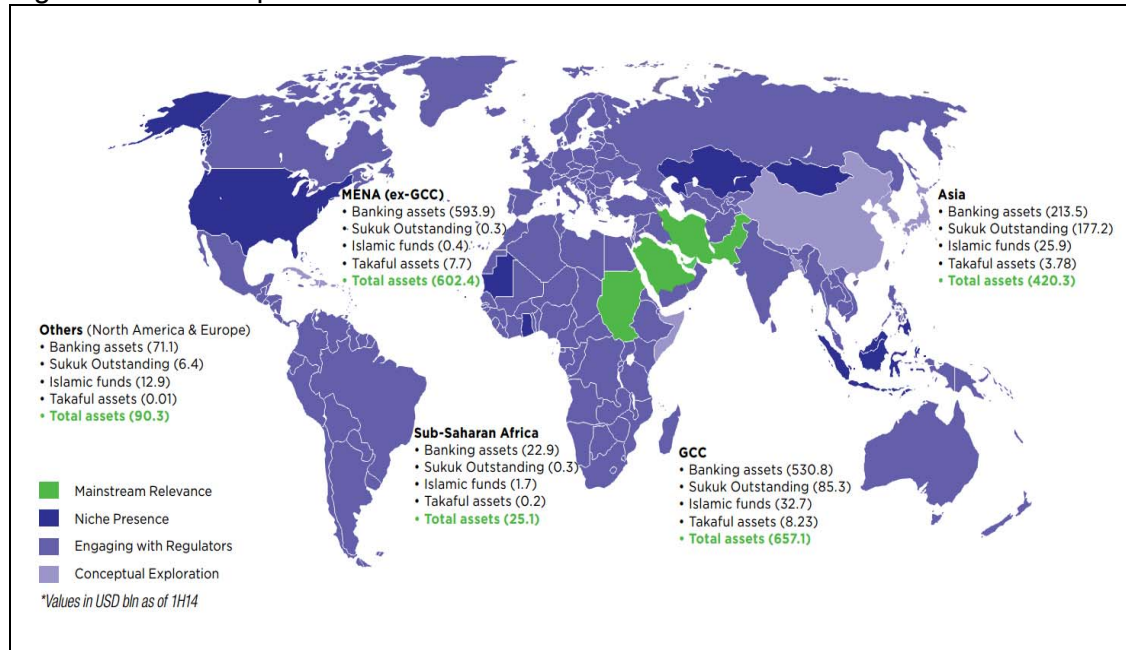 MENA (ex-GCC)
• Banking assets (593.9)
• Sukuk Outstanding (0.3)
• Islamic funds (0.4)
• Takaful assets (7.7)
• Total assets (602.4)
Asia
• Banking assets (213.5)
• Sukuk Outstanding (177.2)
• Islamic funds (25.9)
• Takaful assets (3.78)
• Total assets (420.3)
Others (North America & Europe)
• Banking assets (71.1)
• Sukuk Outstanding (6.4)
• Islamic funds (12.9)
• Takaful assets (0.01)
• Total assets (90.3)
Sub-Saharan Africa
• Banking assets (22.9)
• Sukuk Outstanding (0.3)
• Islamic funds (1.7)
• Takaful assets (0.2)
• Total assets (25.1)
GCC
• Banking assets (530.8)
• Sukuk Outstanding (85.3)
• Islamic funds (32.7)
• Takaful assets (8.23)
• Total assets (657.1)
Mainstream Relevance
Niche Presence
Engaging with Regulators
Conceptual Exploration
*Values in USD bln as of 1H14